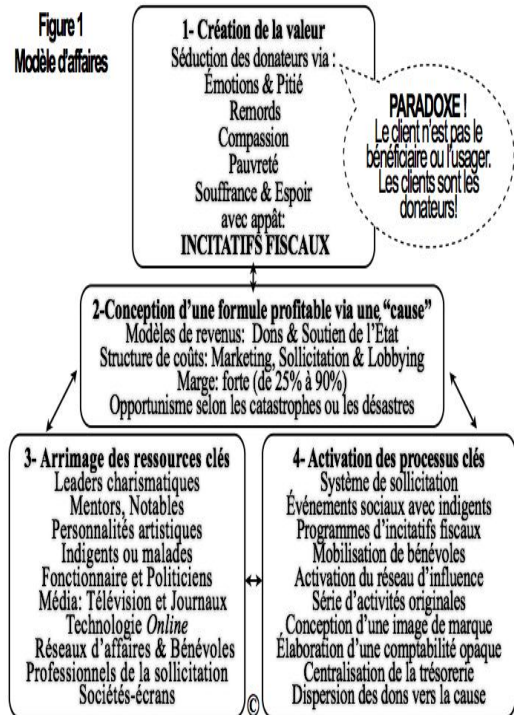 Figure 1
Modèle d'affaires
1- Création de la valeur
Séduction des donateurs via :
Émotions & Pitié
Remords
Compassion
Pauvreté
Souffrance & Espoir
avec appât:
INCITATIFS FISCAUX
PARADOXE !
Le client n'est pas le
bénéficiaire ou l'usager.
Les clients sont les
donateurs!
2-Conception d'une formule profitable via une “cause”
Modèles de revenus: Dons & Soutien de l'État
Structure de coûts: Marketing, Sollicitation & Lobbying
Marge: forte (de 25% à 90%)
Opportunisme selon les catastrophes ou les désastres
3- Arrimage des ressources clés
Leaders charismatiques
Mentors, Notables
Personnalités artistiques
Indigents ou malades
Fonctionnaire et Politiciens
Média: Télévision et Journaux
Technologie Online
Réseaux d'affaires & Bénévoles
Professionnels de la sollicitation
Sociétés-écrans
4- Activation des processus clés
Système de sollicitation
Événements sociaux avec indigents
Programmes d'incitatifs fiscaux
Mobilisation de bénévoles
Activation du réseau d'influence
Série d'activités originales
Conception d'une image de marque
Élaboration d'une comptabilité opaque
Centralisation de la trésorerie
Dispersion des dons vers la cause
©